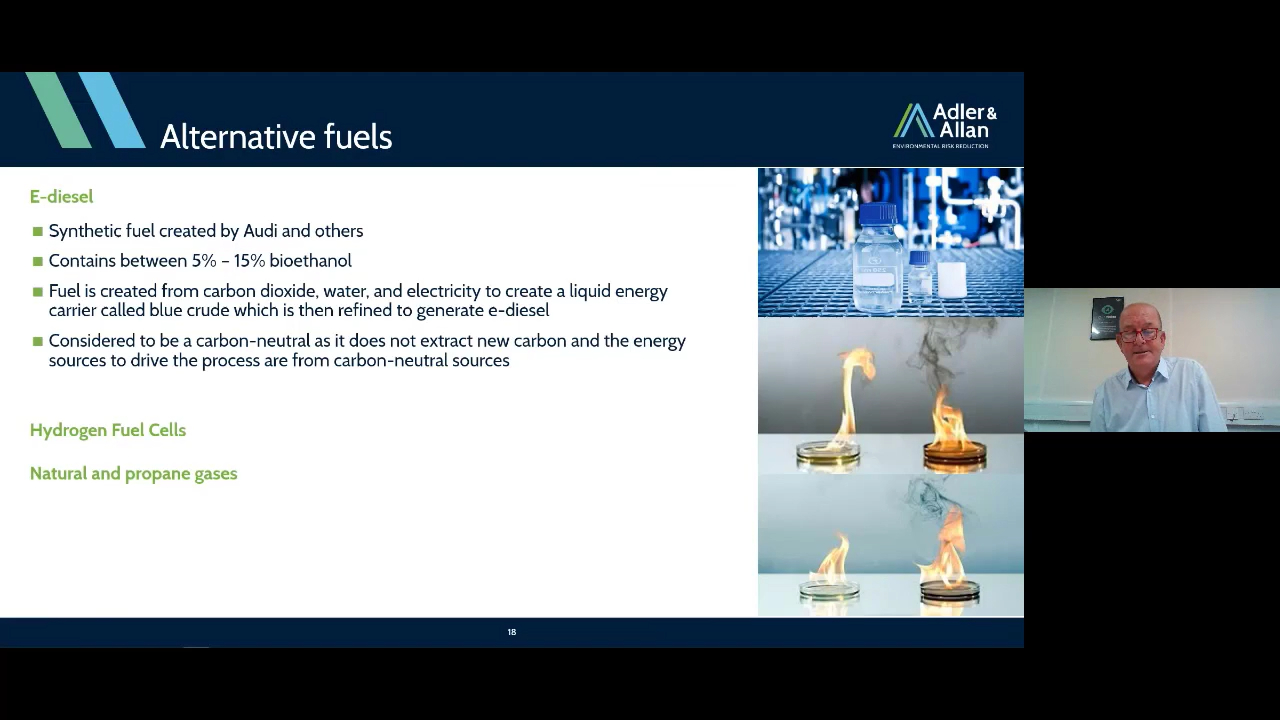 Alternative fuels
Adler &
Allan
ENVIRONMENTAL RISK REDUCTION
E-diesel
Synthetic fuel created by Audi and others
Contains between 5% – 15% bioethanol
Fuel is created from carbon dioxide, water, and electricity to create a liquid energy
carrier called blue crude which is then refined to generate e-diesel
Considered to be a carbon-neutral as it does not extract new carbon and the energy
sources to drive the process are from carbon-neutral sources
Hydrogen Fuel Cells
Natural and propane gases
18